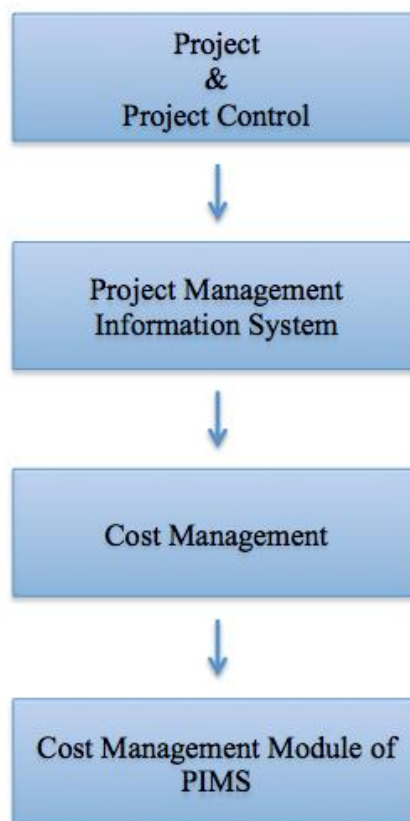 Project
&
Project Control
Project Management
Information System
Cost Management
Cost Management Module of
PIMS